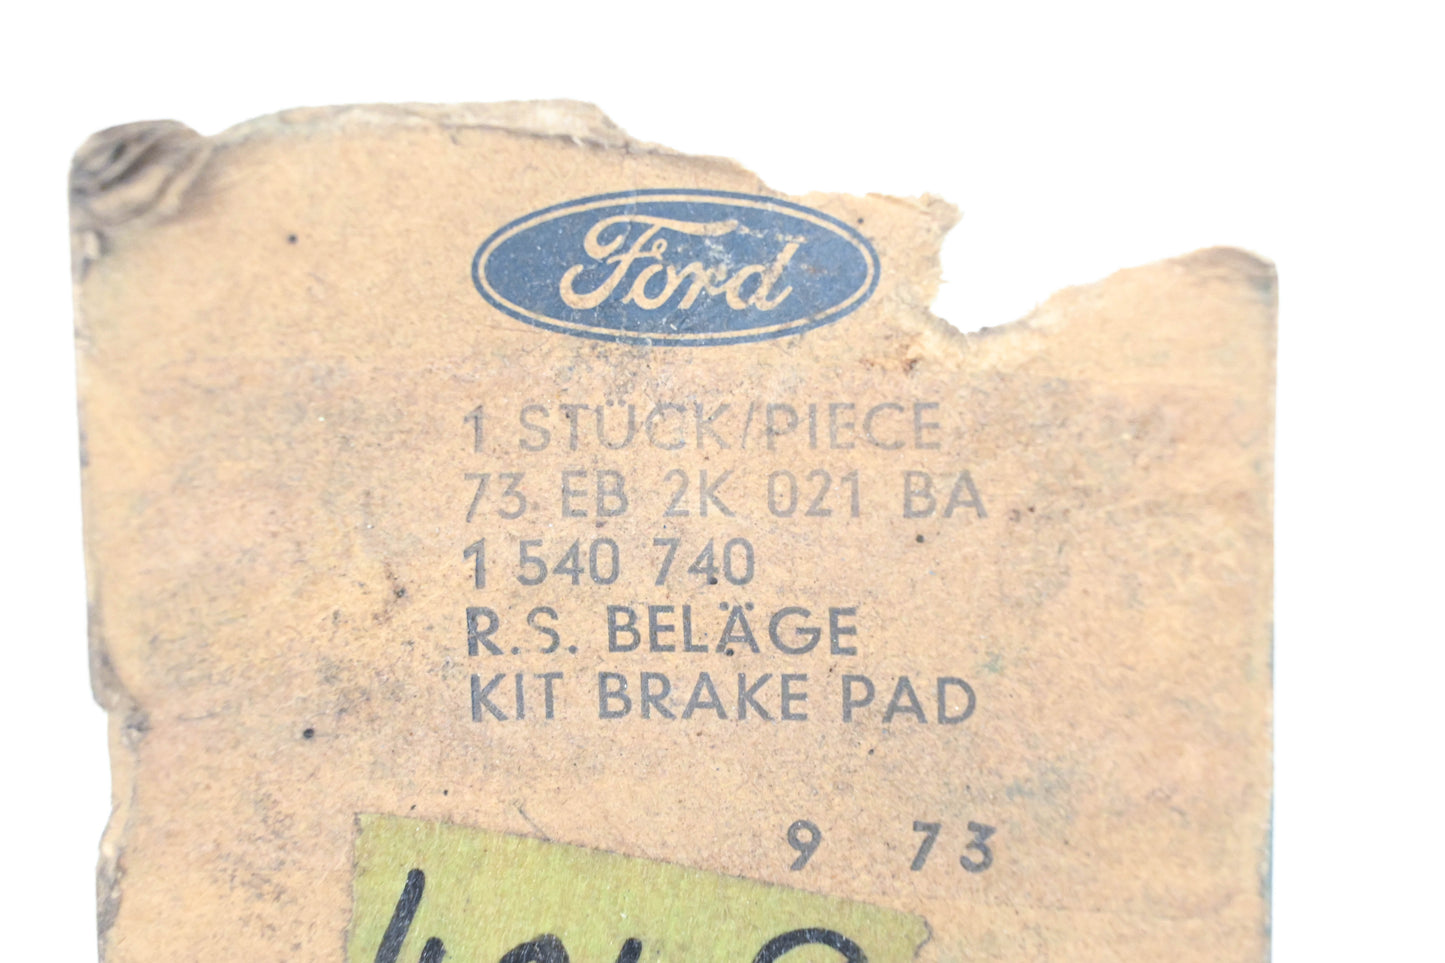 Ford
1 STÜCK/PIECE
73 EB 2K 021 BA
1 540 740
R.S. BELÄGE
KIT BRAKE PAD
9 73